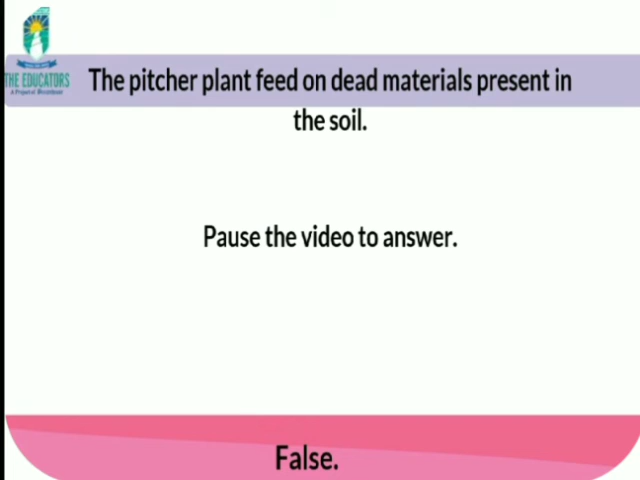 THE EDUCATORS
The pitcher plant feed on dead materials present in
the soil.
Pause the video to answer.
False.